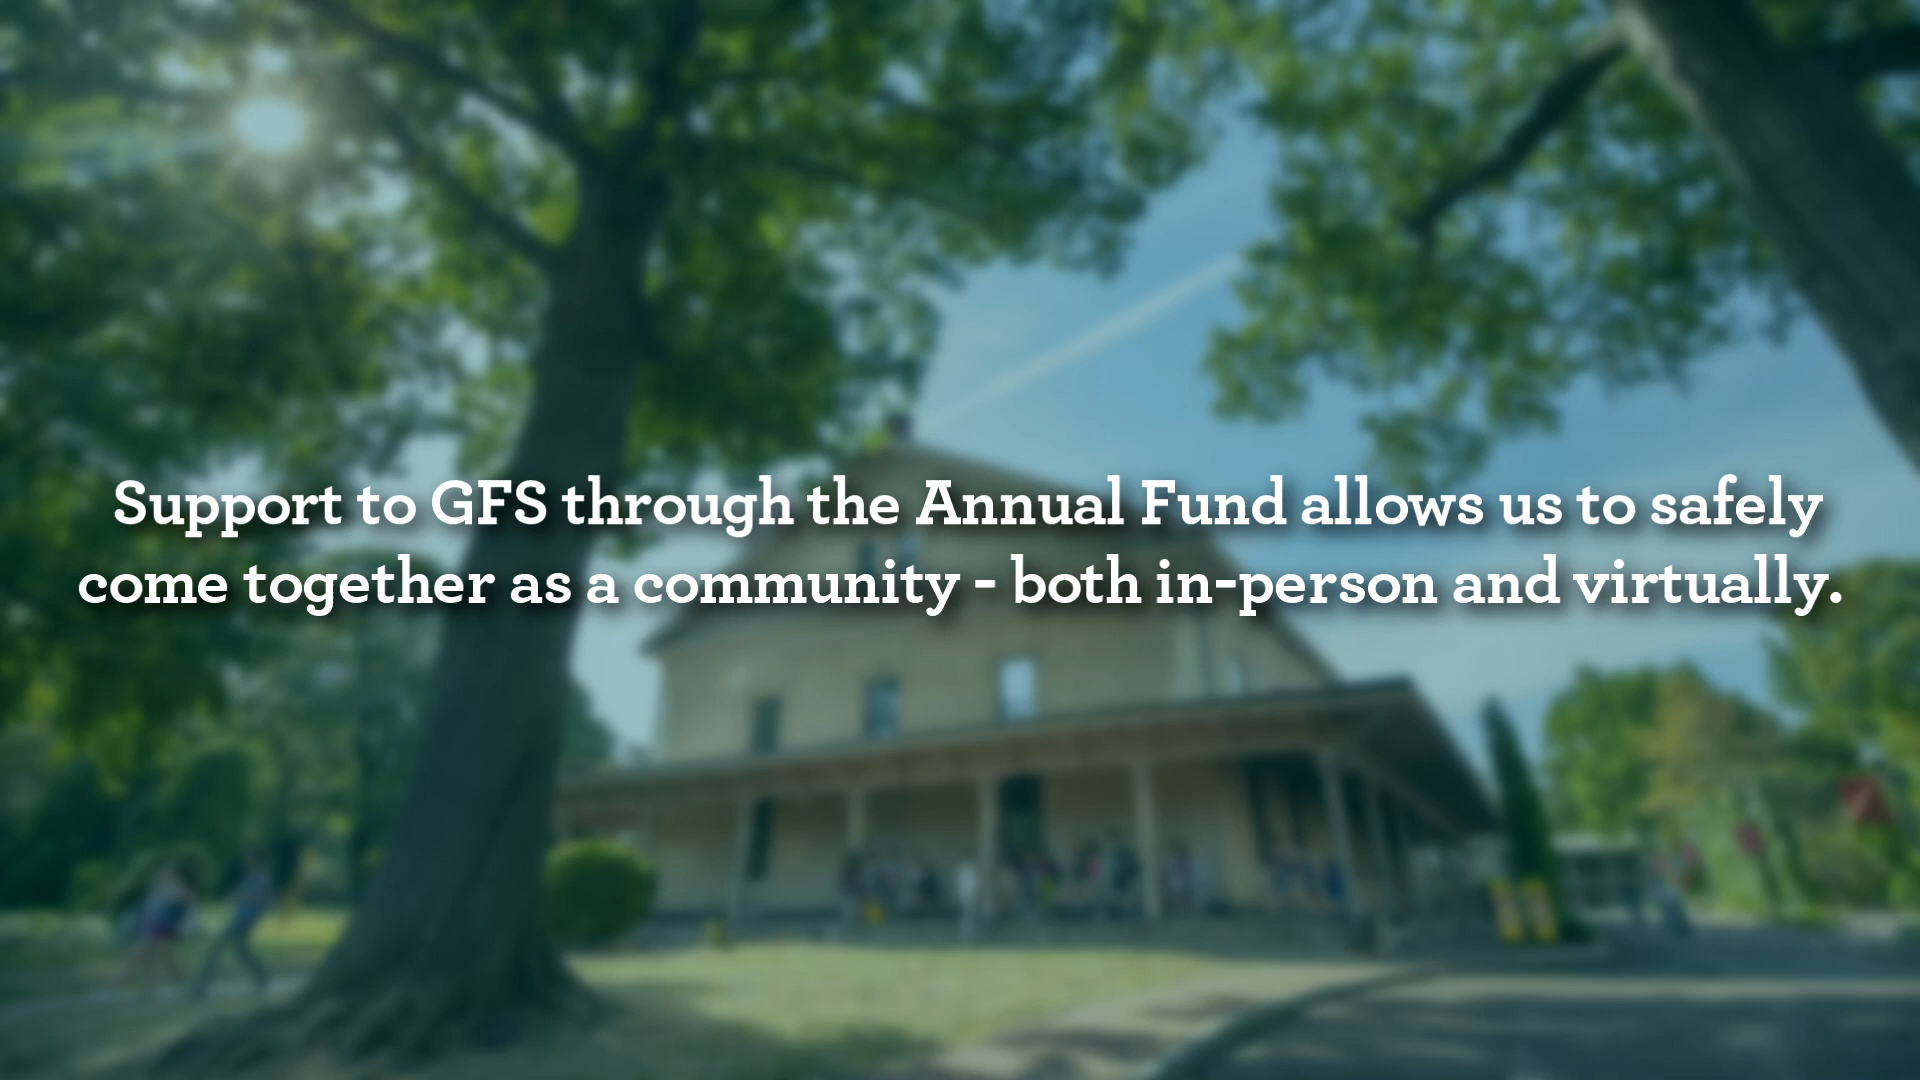 Support to GFS through the Annual Fund allows us to safely
come together as a community - both in-person and virtually.